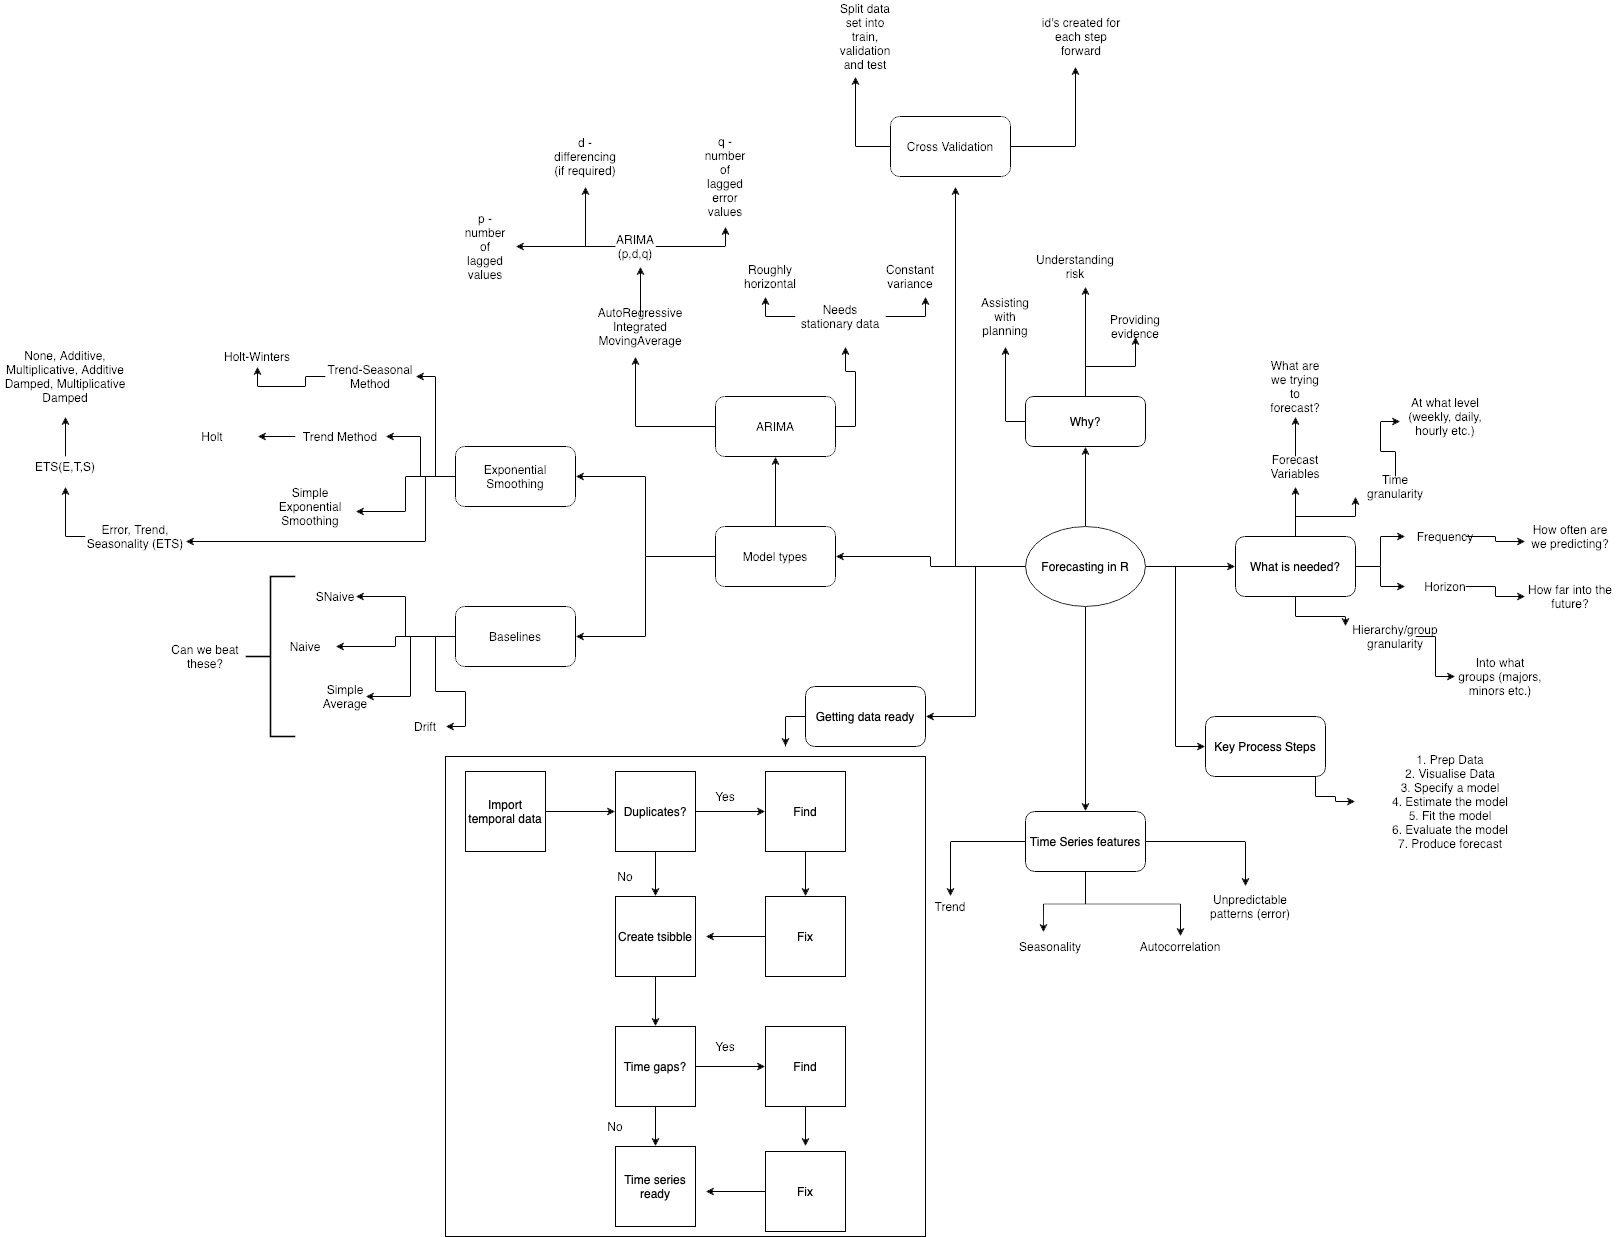 Split data
set into
train,
validation
and test
id's created for
each step
forward
Cross Validation
d -
differencing
(if required)
q -
number
of
lagged
error
values
p -
number
of
lagged
values
ARIMA
(p,d,q)
AutoRegressive
Integrated
MovingAverage
Roughly
horizontal
Constant
variance
Needs
stationary data
ARIMA
Understanding
risk
Assisting
with
planning
Providing
evidence
Why?
None, Additive,
Multiplicative, Additive
Damped, Multiplicative
Damped
Holt-Winters
Trend-Seasonal
Method
Holt
Trend Method
ETS(E,T,S)
Simple
Exponential
Smoothing
Error, Trend,
Seasonality (ETS)
Exponential
Smoothing
Model types
Forecasting in R
What are
we trying
to
forecast?
At what level
(weekly, daily,
hourly etc.)
Forecast
Variables
Time
granularity
What is needed?
Frequency
How often are
we predicting?
Horizon
How far into the
future?
Hierarchy/group
granularity
Into what
groups (majors,
minors etc.)
SNaive
Naive
Can we beat
these?
Simple
Average
Drift
Baselines
Getting data ready
Key Process Steps
1. Prep Data
2. Visualise Data
3. Specify a model
4. Estimate the model
5. Fit the model
6. Evaluate the model
7. Produce forecast
Import
temporal data
Duplicates?
Yes
Find
No
Create tsibble
Fix
Time gaps?
Yes
Find
No
Time series
ready
Fix
Time Series features
Trend
Seasonality
Autocorrelation
Unpredictable
patterns (error)